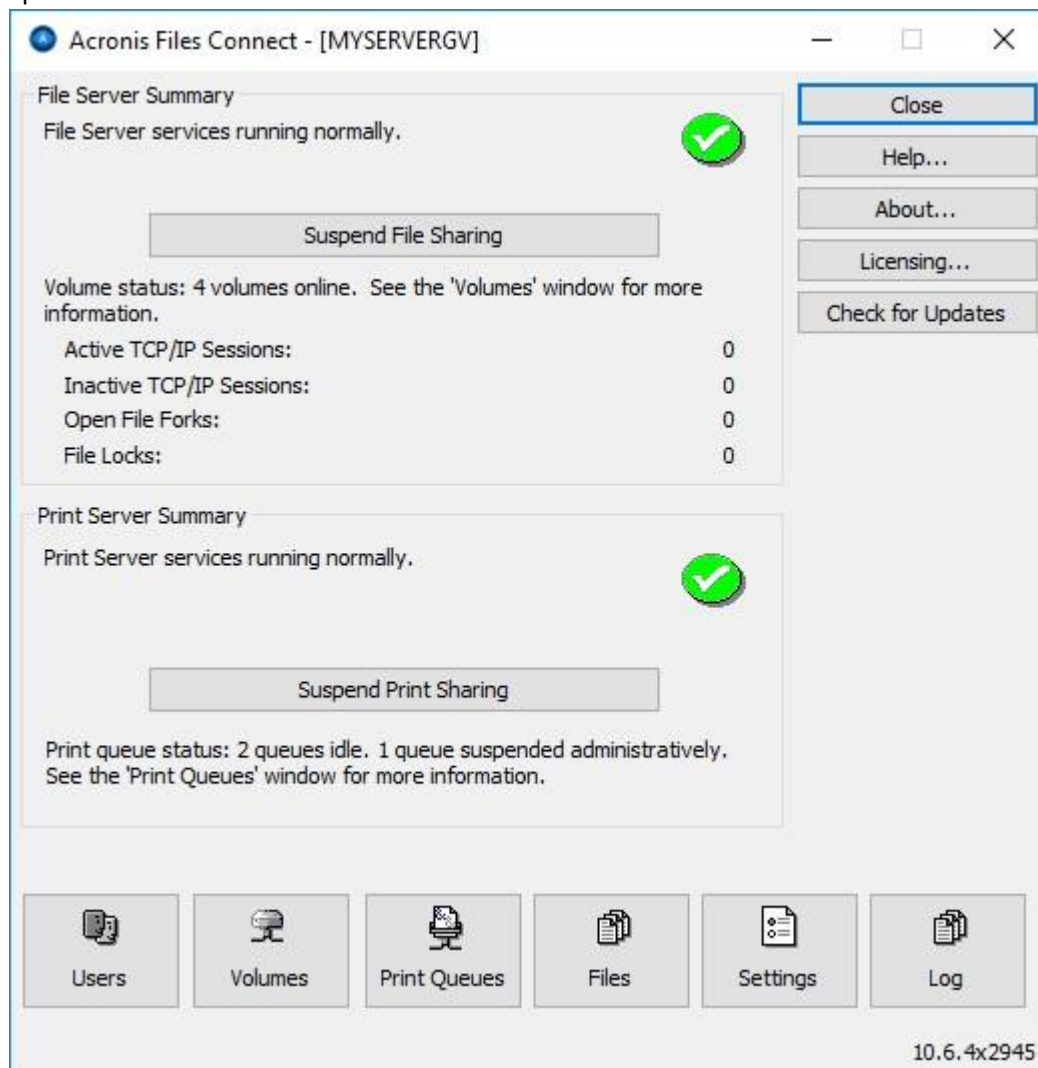 Acronis Files Connect - [MYSERVERGV]
File Server Summary
File Server services running normally.
Suspend File Sharing
Volume status: 4 volumes online. See the 'Volumes' window for more
information.
Active TCP/IP Sessions: 0
Inactive TCP/IP Sessions: 0
Open File Forks: 0
File Locks: 0
Print Server Summary
Print Server services running normally.
Suspend Print Sharing
Print queue status: 2 queues idle. 1 queue suspended administratively.
See the 'Print Queues' window for more information.
Close
Help...
About...
Licensing...
Check for Updates
Users
Volumes
Print Queues
Files
Settings
Log
10.6.4x2945